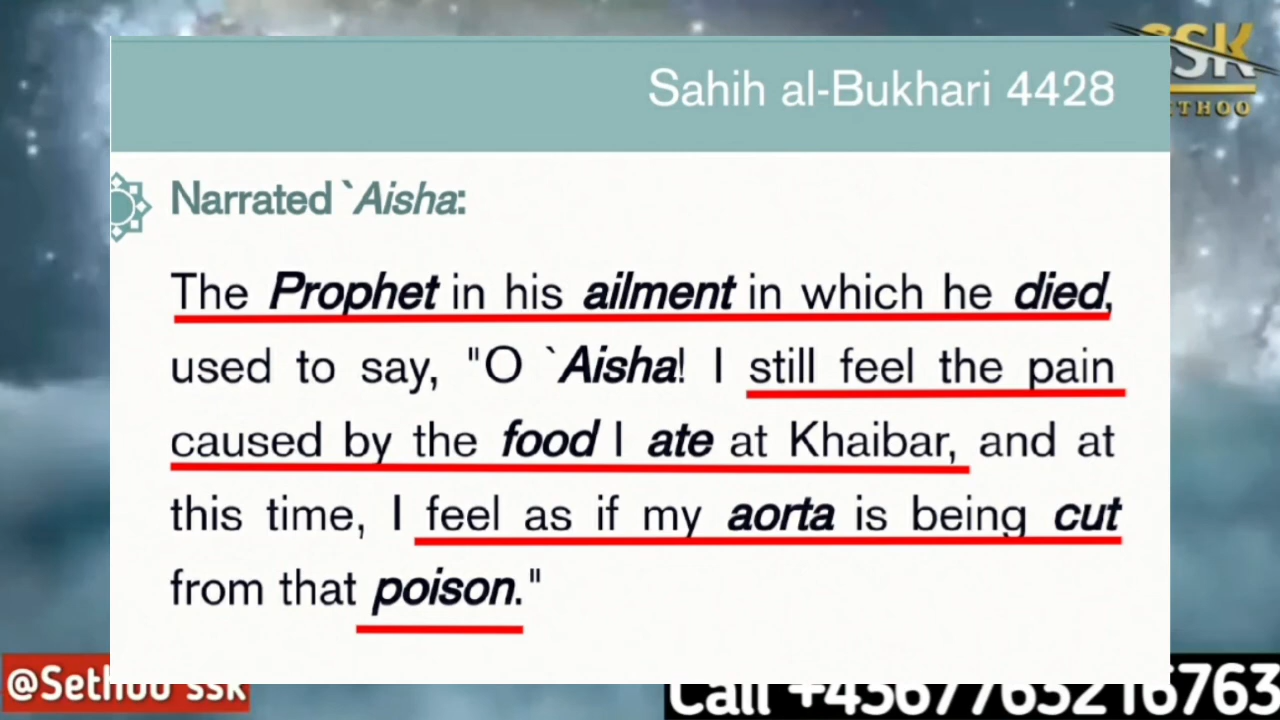 SSK
Sahih al-Bukhari 4428
Narrated `Aisha:
The Prophet in his ailment in which he died,
used to say, "O `Aisha! I still feel the pain
caused by the food I ate at Khaibar, and at
this time, I feel as if my aorta is being cut
from that poison."
@Sethoo ssk